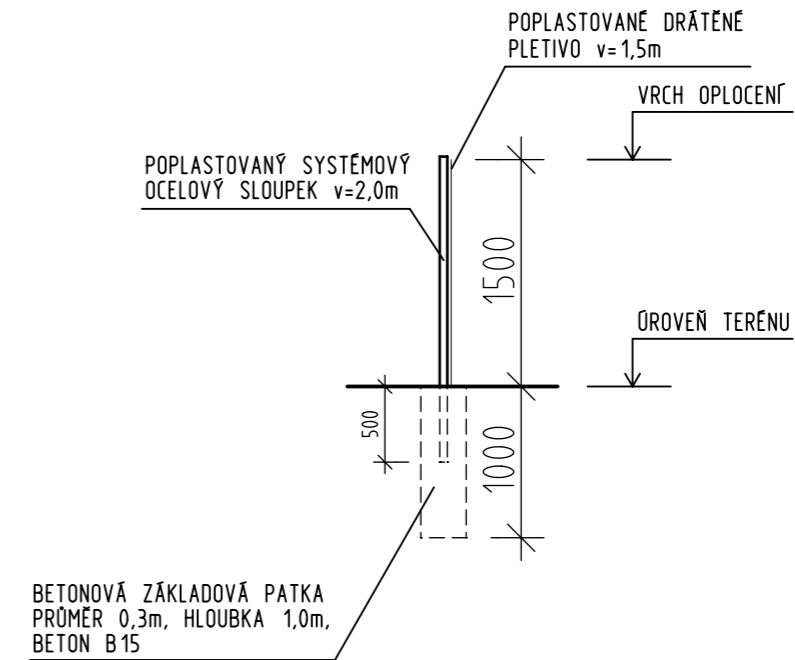 POPLASTOVANÉ DRÁTĚNÉ
PLETIVO v=1,5m
VRCH OPLOCENÍ
POPLASTOVANÝ SYSTÉMOVÝ
OCELOVÝ SLOUPEK v=2,0m
1500
ÚROVEŇ TERÉNU
500
1000
BETONOVÁ ZÁKLADOVÁ PATKA
PRŮMĚR 0,3m, HLOUBKA 1,0m,
BETON B15